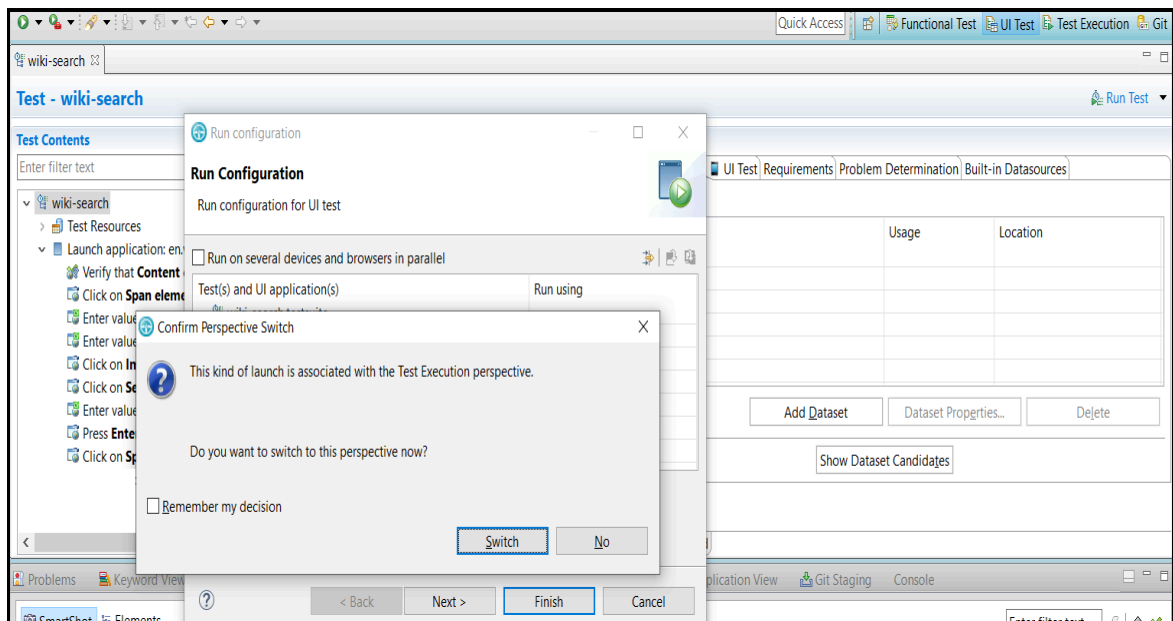 Quick Access
Functional Test
UI Test
Test Execution
Git
wiki-search
Test - wiki-search
Run Test
Test Contents
Enter filter text
wiki-search
Test Resources
Launch application: en.
Verify that Content
Click on Span eleme
Enter value
Enter value
Click on In
Click on Se
Enter value
Press Ente
Click on Sp
Run configuration
Run Configuration
Run configuration for UI test
Run on several devices and browsers in parallel
Test(s) and UI application(s)
Run using
UI Test
Requirements
Problem Determination
Built-in Datasources
Usage
Location
Add Dataset
Dataset Properties...
Delete
Show Dataset Candidates
Confirm Perspective Switch
This kind of launch is associated with the Test Execution perspective.
Do you want to switch to this perspective now?
Remember my decision
Switch
No
Problems
Keyword View
plication View
Git Staging
Console
< Back
Next >
Finish
Cancel
SmartShot
Elements
Enter filter text